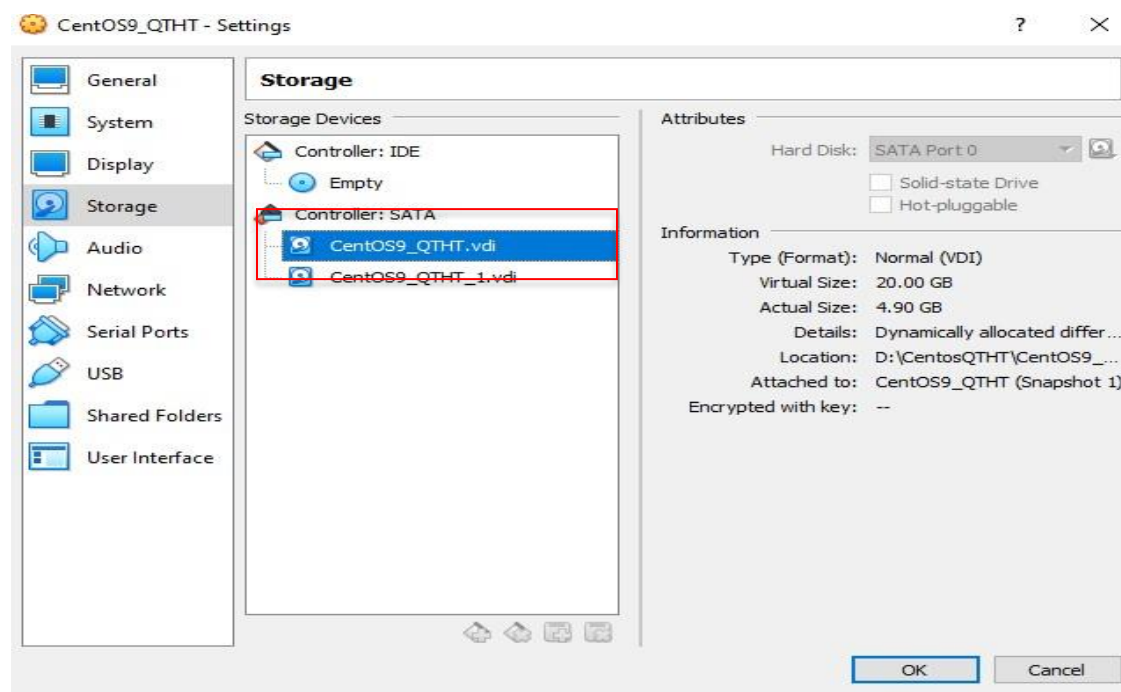 CentOS9_QTHT - Settings
?
General
System
Display
Storage
Audio
Network
Serial Ports
USB
Shared Folders
User Interface
Storage
Storage Devices
Controller: IDE
Empty
Controller: SATA
CentOS9_QTHT.vdi
CentOS9_QTHT_1.vdi
Attributes
Hard Disk: SATA Port 0
Solid-state Drive
Hot-pluggable
Information
Type (Format): Normal (VDI)
Virtual Size: 20.00 GB
Actual Size: 4.90 GB
Details: Dynamically allocated differ...
Location: D:\CentosQTHT\CentOS9_...
Attached to: CentOS9_QTHT (Snapshot 1)
Encrypted with key: --
OK
Cancel